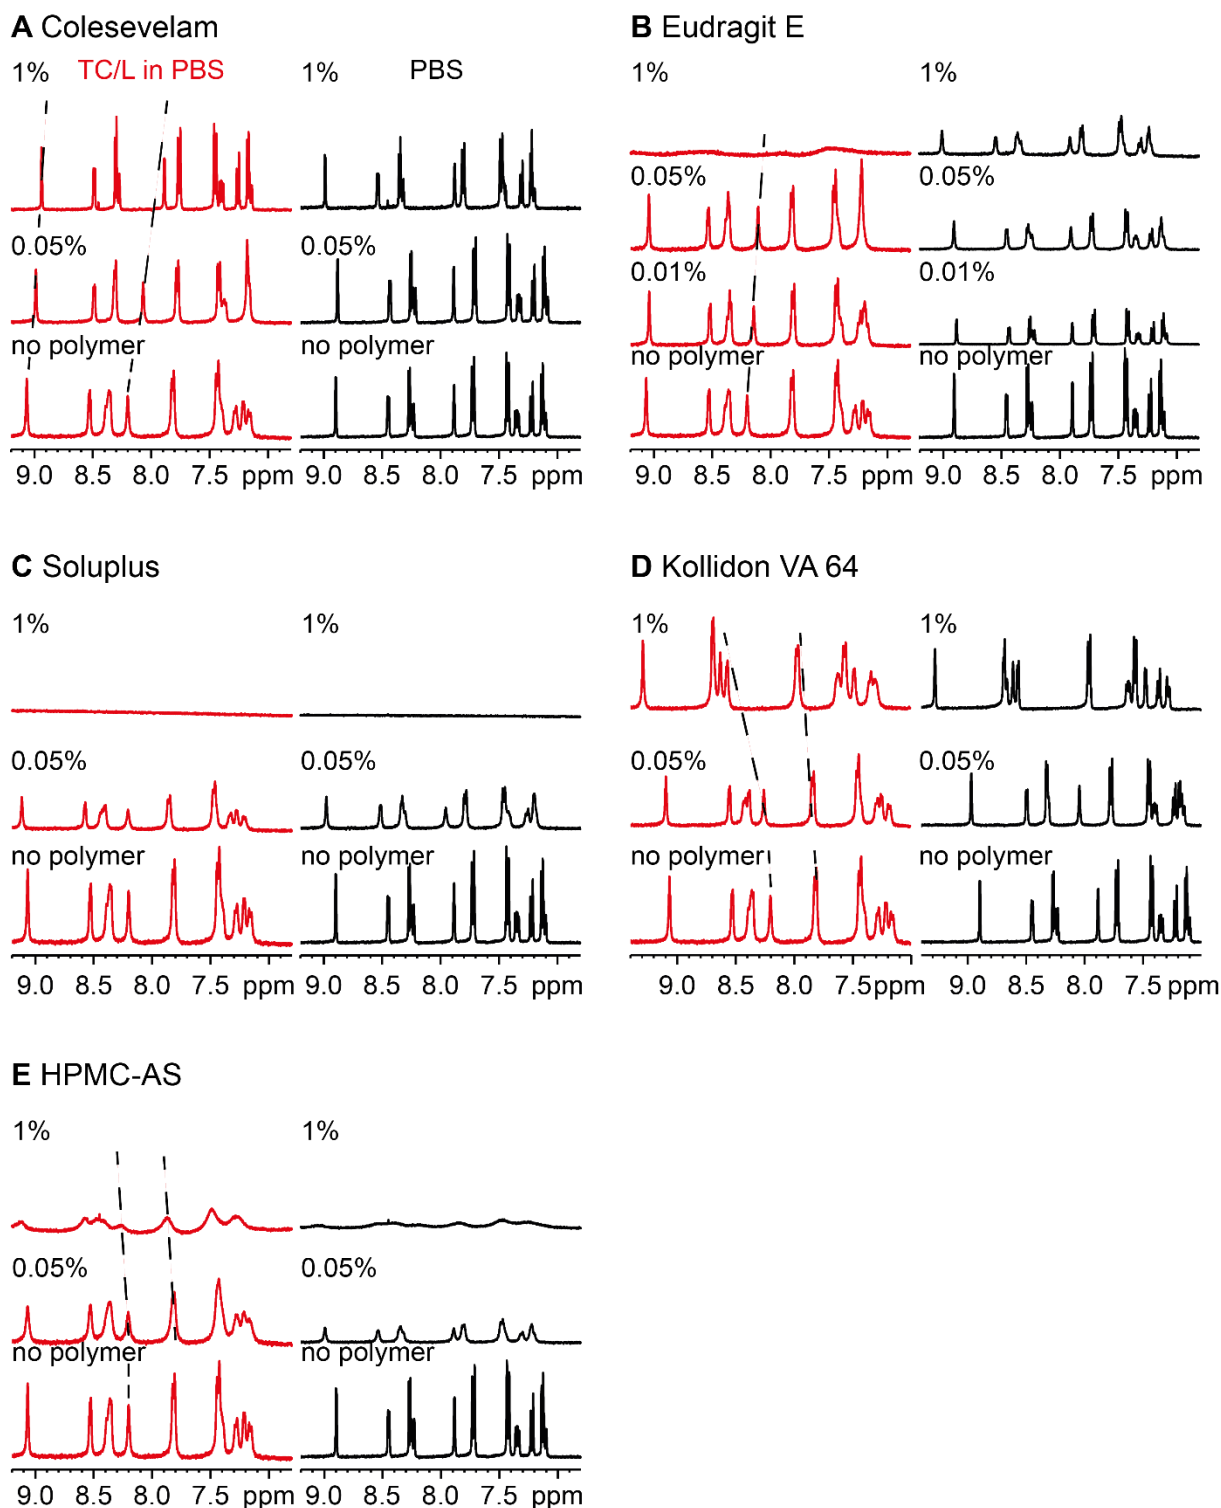 A Colesevelam
1% TC/L in PBS 1% PBS
0.05% 0.05%
no polymer no polymer
9.0 8.5 8.0 7.5 ppm 9.0 8.5 8.0 7.5 ppm
B Eudragit E
1% 1%
0.05% 0.05%
0.01% 0.01%
no polymer no polymer
9.0 8.5 8.0 7.5 ppm 9.0 8.5 8.0 7.5 ppm
C Soluplus
1% 1%
0.05% 0.05%
no polymer no polymer
9.0 8.5 8.0 7.5 ppm 9.0 8.5 8.0 7.5 ppm
D Kollidon VA 64
1% 1%
0.05% 0.05%
no polymer no polymer
9.0 8.5 8.0 7.5 ppm 9.0 8.5 8.0 7.5 ppm
E HPMC-AS
1% 1%
0.05% 0.05%
no polymer no polymer
9.0 8.5 8.0 7.5 ppm 9.0 8.5 8.0 7.5 ppm